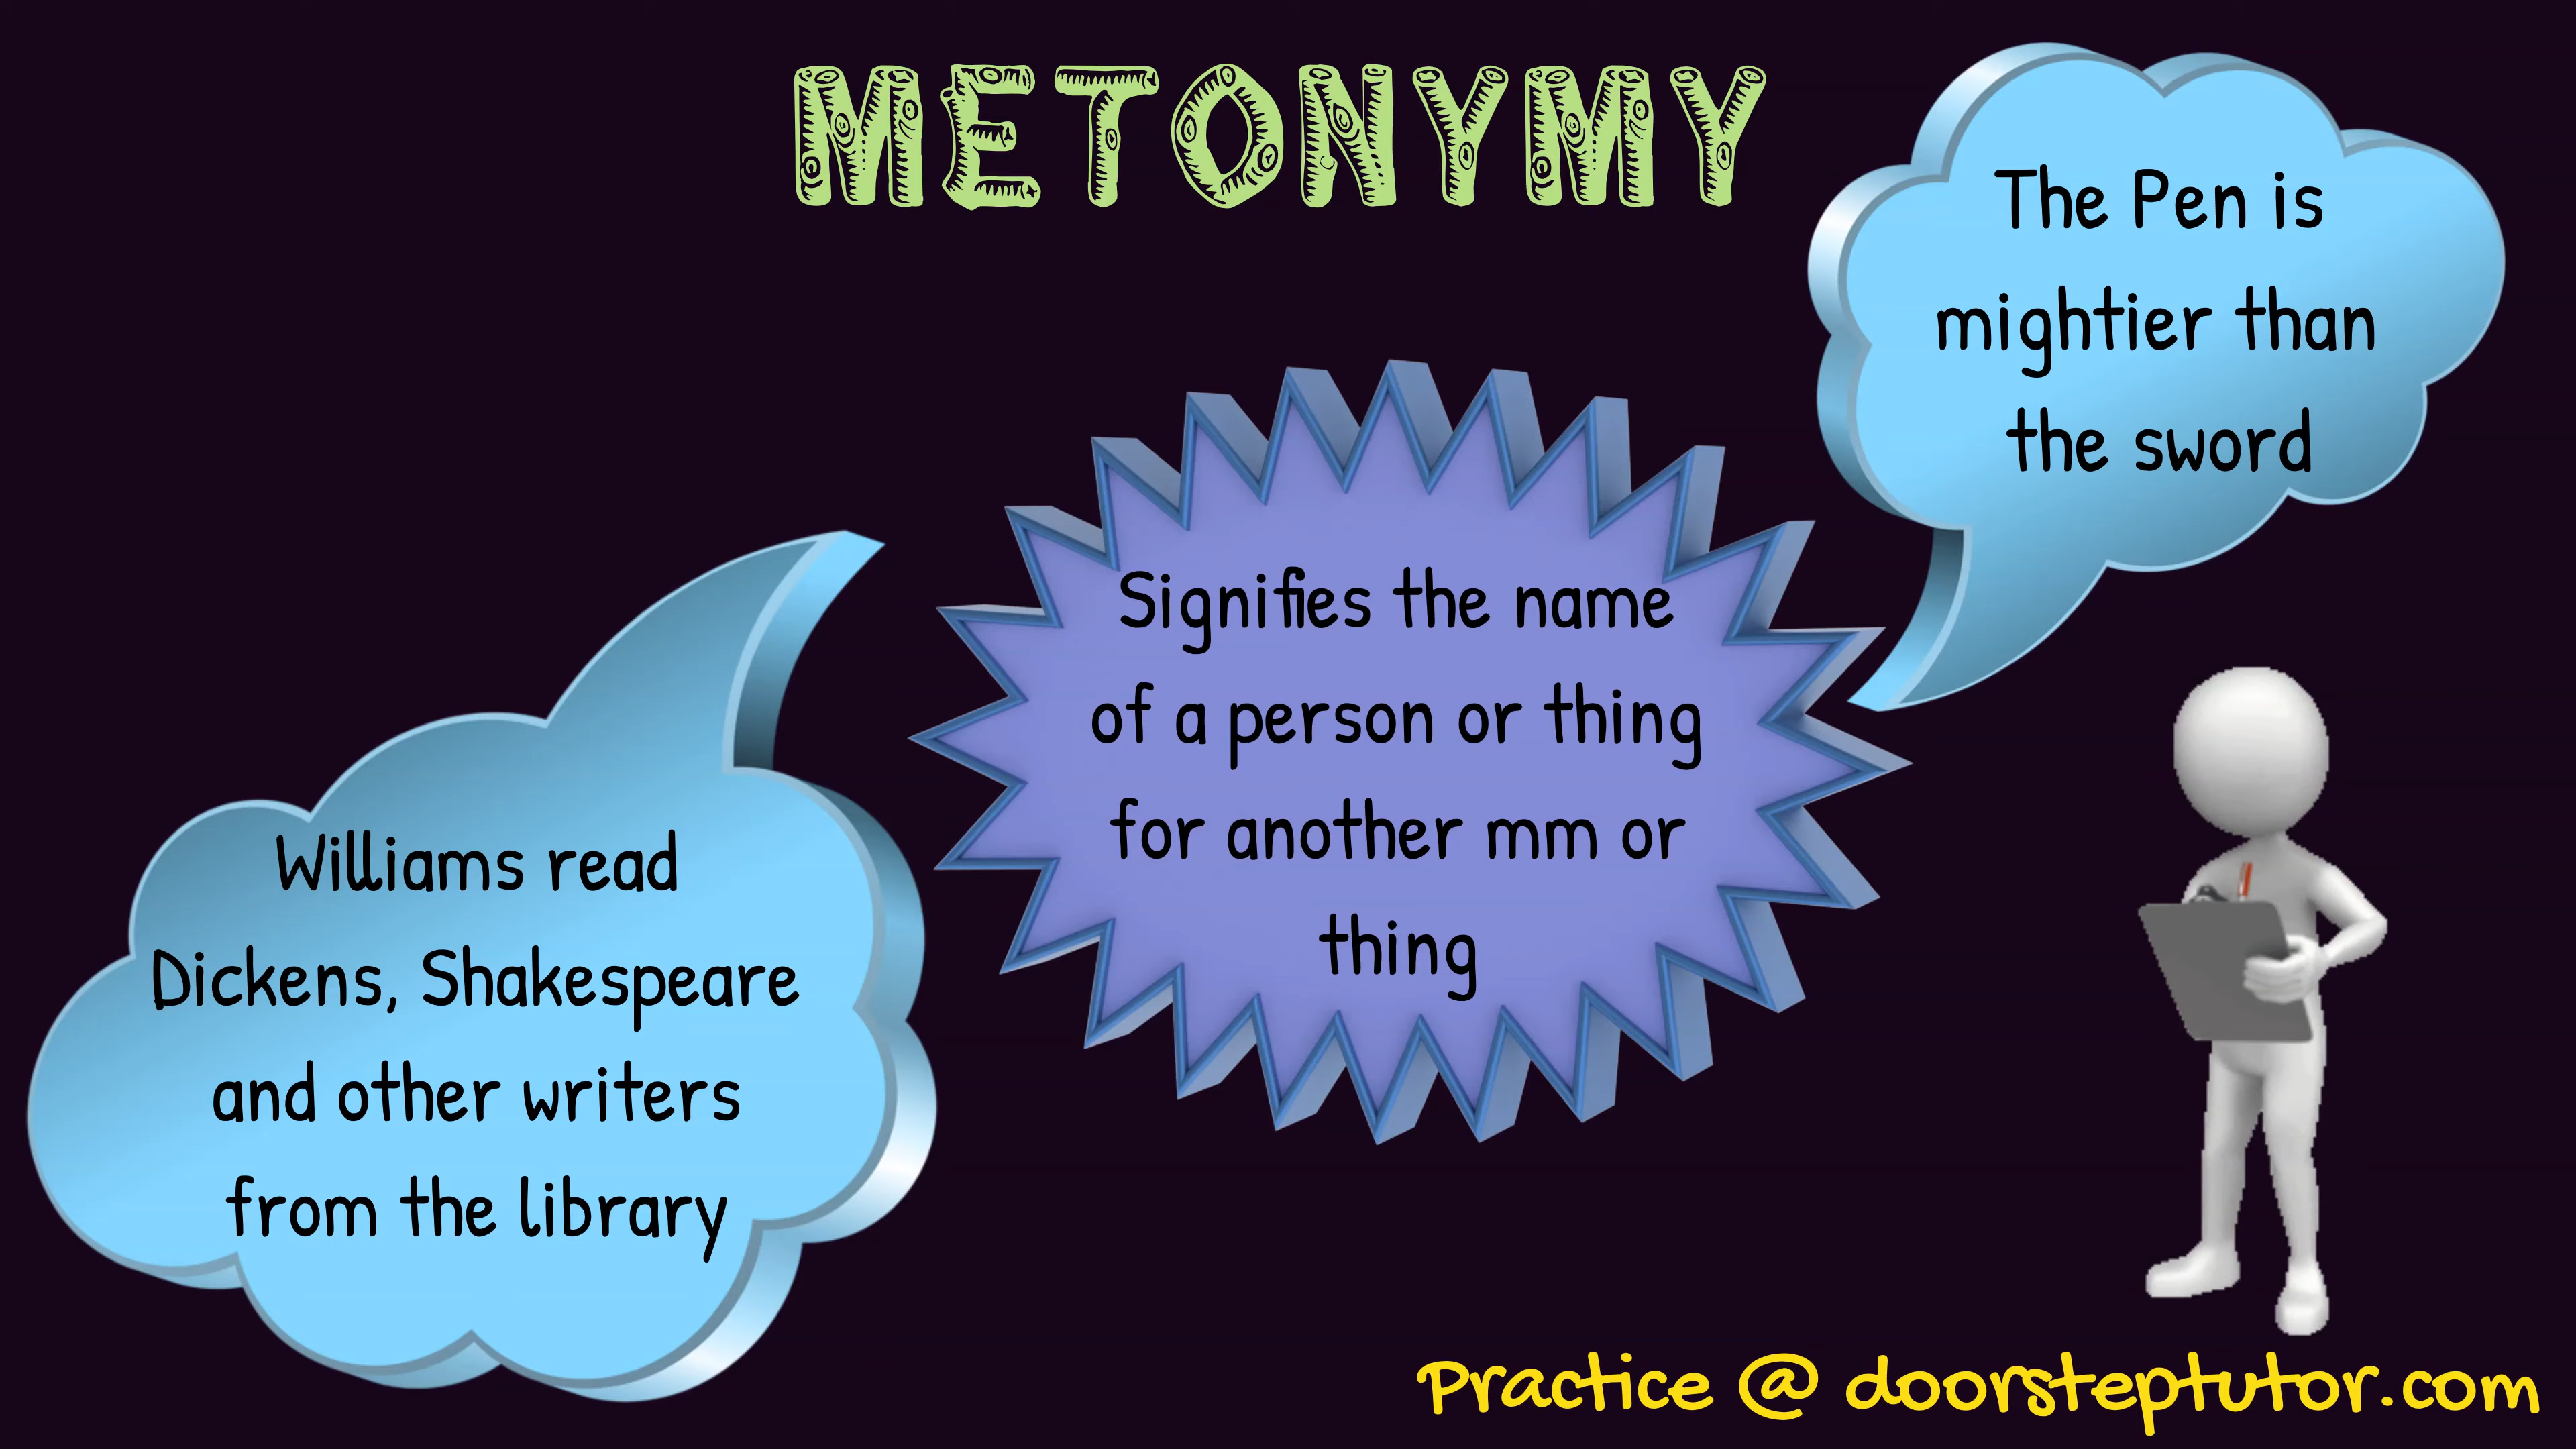 METONYMY
The Pen is
mightier than
the sword
Signifies the name
of a person or thing
for another mm or
thing
Williams read
Dickens, Shakespeare
and other writers
from the library
Practice @ doorsteptutor.com